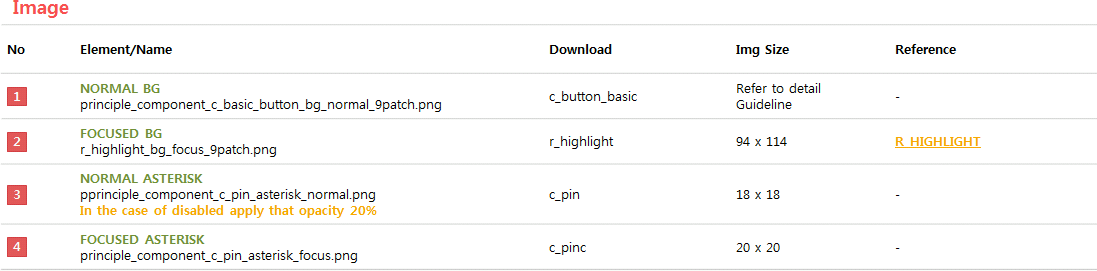 Image
No Element/Name Download Img Size Reference
1 NORMAL BG principle_component_c_basic_button_bg_normal_9patch.png c_button_basic Refer to detail Guideline -
2 FOCUSED BG r_highlight_bg_focus_9patch.png r_highlight 94 x 114 R_HIGHLIGHT
3 NORMAL ASTERISK pprinciple_component_c_pin_asterisk_normal.png In the case of disabled apply that opacity 20% c_pin 18 x 18 -
4 FOCUSED ASTERISK principle_component_c_pin_asterisk_focus.png c_pinc 20 x 20 -